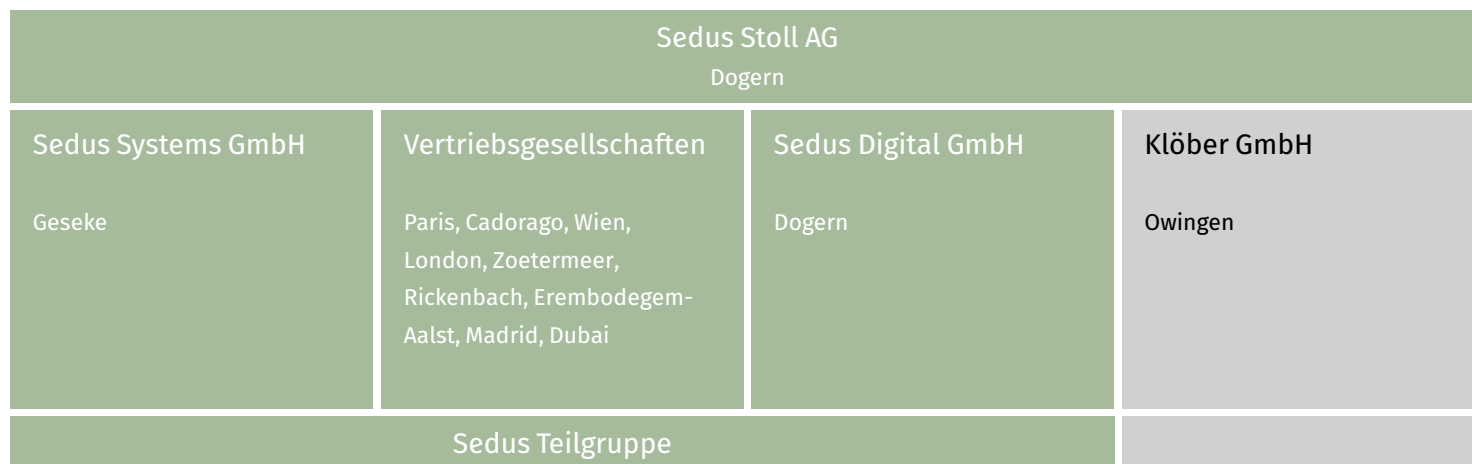 Sedus Stoll AG
Dogern
Sedus Systems GmbH
Geseke
Vertriebsgesellschaften
Paris, Cadorago, Wien,
London, Zoetermeer,
Rickenbach, Erembodegem-
Aalst, Madrid, Dubai
Sedus Digital GmbH
Dogern
Klöber GmbH
Owingen
Sedus Teilgruppe